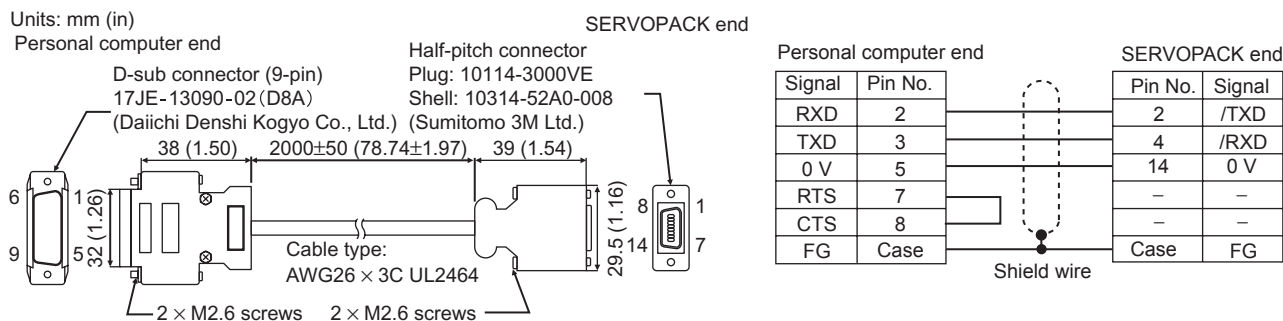 Units: mm (in)
Personal computer end
SERVOPACK end
D-sub connector (9-pin)
17JE-13090-02 (D8A)
(Daiichi Denshi Kogyo Co., Ltd.)
Half-pitch connector
Plug: 10114-3000VE
Shell: 10314-52A0-008
(Sumitomo 3M Ltd.)
38 (1.50)
2000±50 (78.74±1.97)
39 (1.54)
6
1
9
5
32 (1.26)
Cable type:
AWG26 × 3C UL2464
29.5 (1.16)
8
1
14
7
2 × M2.6 screws
2 × M2.6 screws
Personal computer end
SERVOPACK end
Signal Pin No.
Pin No. Signal
RXD 2
2 /TXD
TXD 3
4 /RXD
0 V 5
14 0 V
RTS 7
– –
CTS 8
– –
FG Case
Case FG
Shield wire